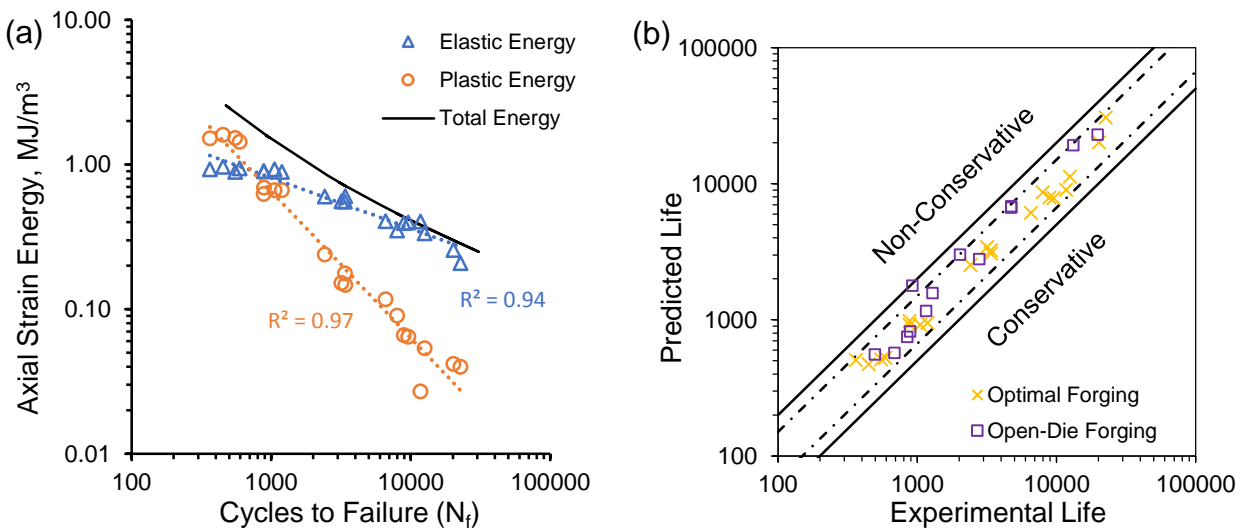 (a)
10.00
1.00
0.10
0.01
Axial Strain Energy, MJ/m³
Elastic Energy
Plastic Energy
Total Energy
R² = 0.97
R² = 0.94
100
1000
10000
100000
Cycles to Failure (Nf)
(b)
100000
10000
1000
100
Predicted Life
Non-Conservative
Conservative
Optimal Forging
Open-Die Forging
100
1000
10000
100000
Experimental Life